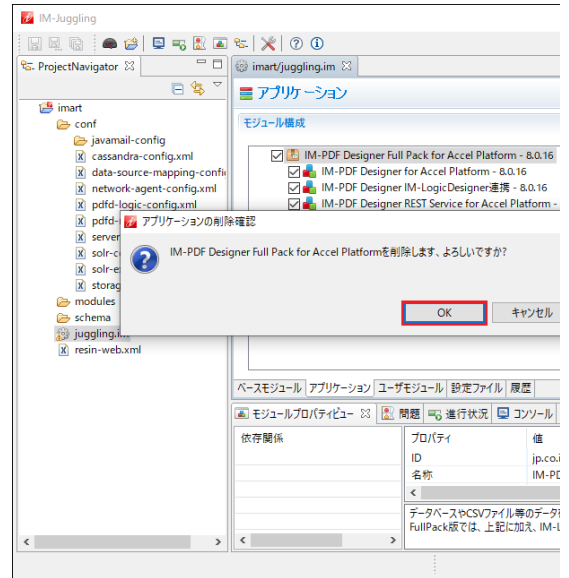 IM-Juggling
ProjectNavigator
imart/juggling.im
アプリケーション
モジュール構成
imart
conf
javamail-config
cassandra-config.xml
data-source-mapping-config
network-agent-config.xml
pdfd-logic-config.xml
pdfd-
server
solr-c
solr-e
storag
modules
schema
juggling.i
resin-web.xml
IM-PDF Designer Full Pack for Accel Platform - 8.0.16
IM-PDF Designer for Accel Platform - 8.0.16
IM-PDF Designer IM-LogicDesigner連携 - 8.0.16
IM-PDF Designer REST Service for Accel Platform -
アプリケーションの削除確認
IM-PDF Designer Full Pack for Accel Platformを削除します、よろしいですか?
OK
キャンセル
ベースモジュール アプリケーション ユーザモジュール 設定ファイル 履歴
モジュールプロパティビュー 問題 進行状況 コンソール
依存関係
プロパティ 値
ID jp.co.i
名称 IM-PD
データベースやCSVファイル等のデータを
FullPack版では、上記に加え、IM-L